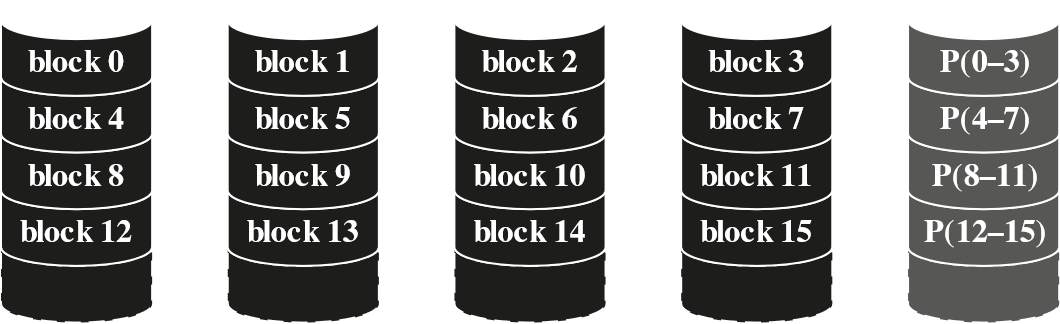 block 0
block 1
block 2
block 3
P(0–3)
block 4
block 5
block 6
block 7
P(4–7)
block 8
block 9
block 10
block 11
P(8–11)
block 12
block 13
block 14
block 15
P(12–15)